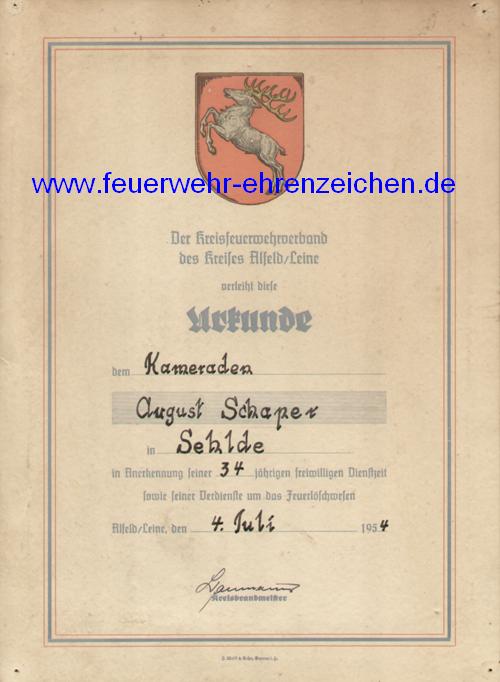 www.feuerwehr-ehrenzeichen.de
Der Kreisfeuerwehrverband
des Kreises Alfeld/Leine
verleiht diese
Urkunde
dem Kameraden
August Schaper
in Sehlde
in Anerkennung seiner 34 jährigen freiwilligen Dienstzeit
sowie seiner Verdienste um das Feuerlöschwesen
Alfeld/Leine, den 4. Juli 1954
Kreisbrandmeister